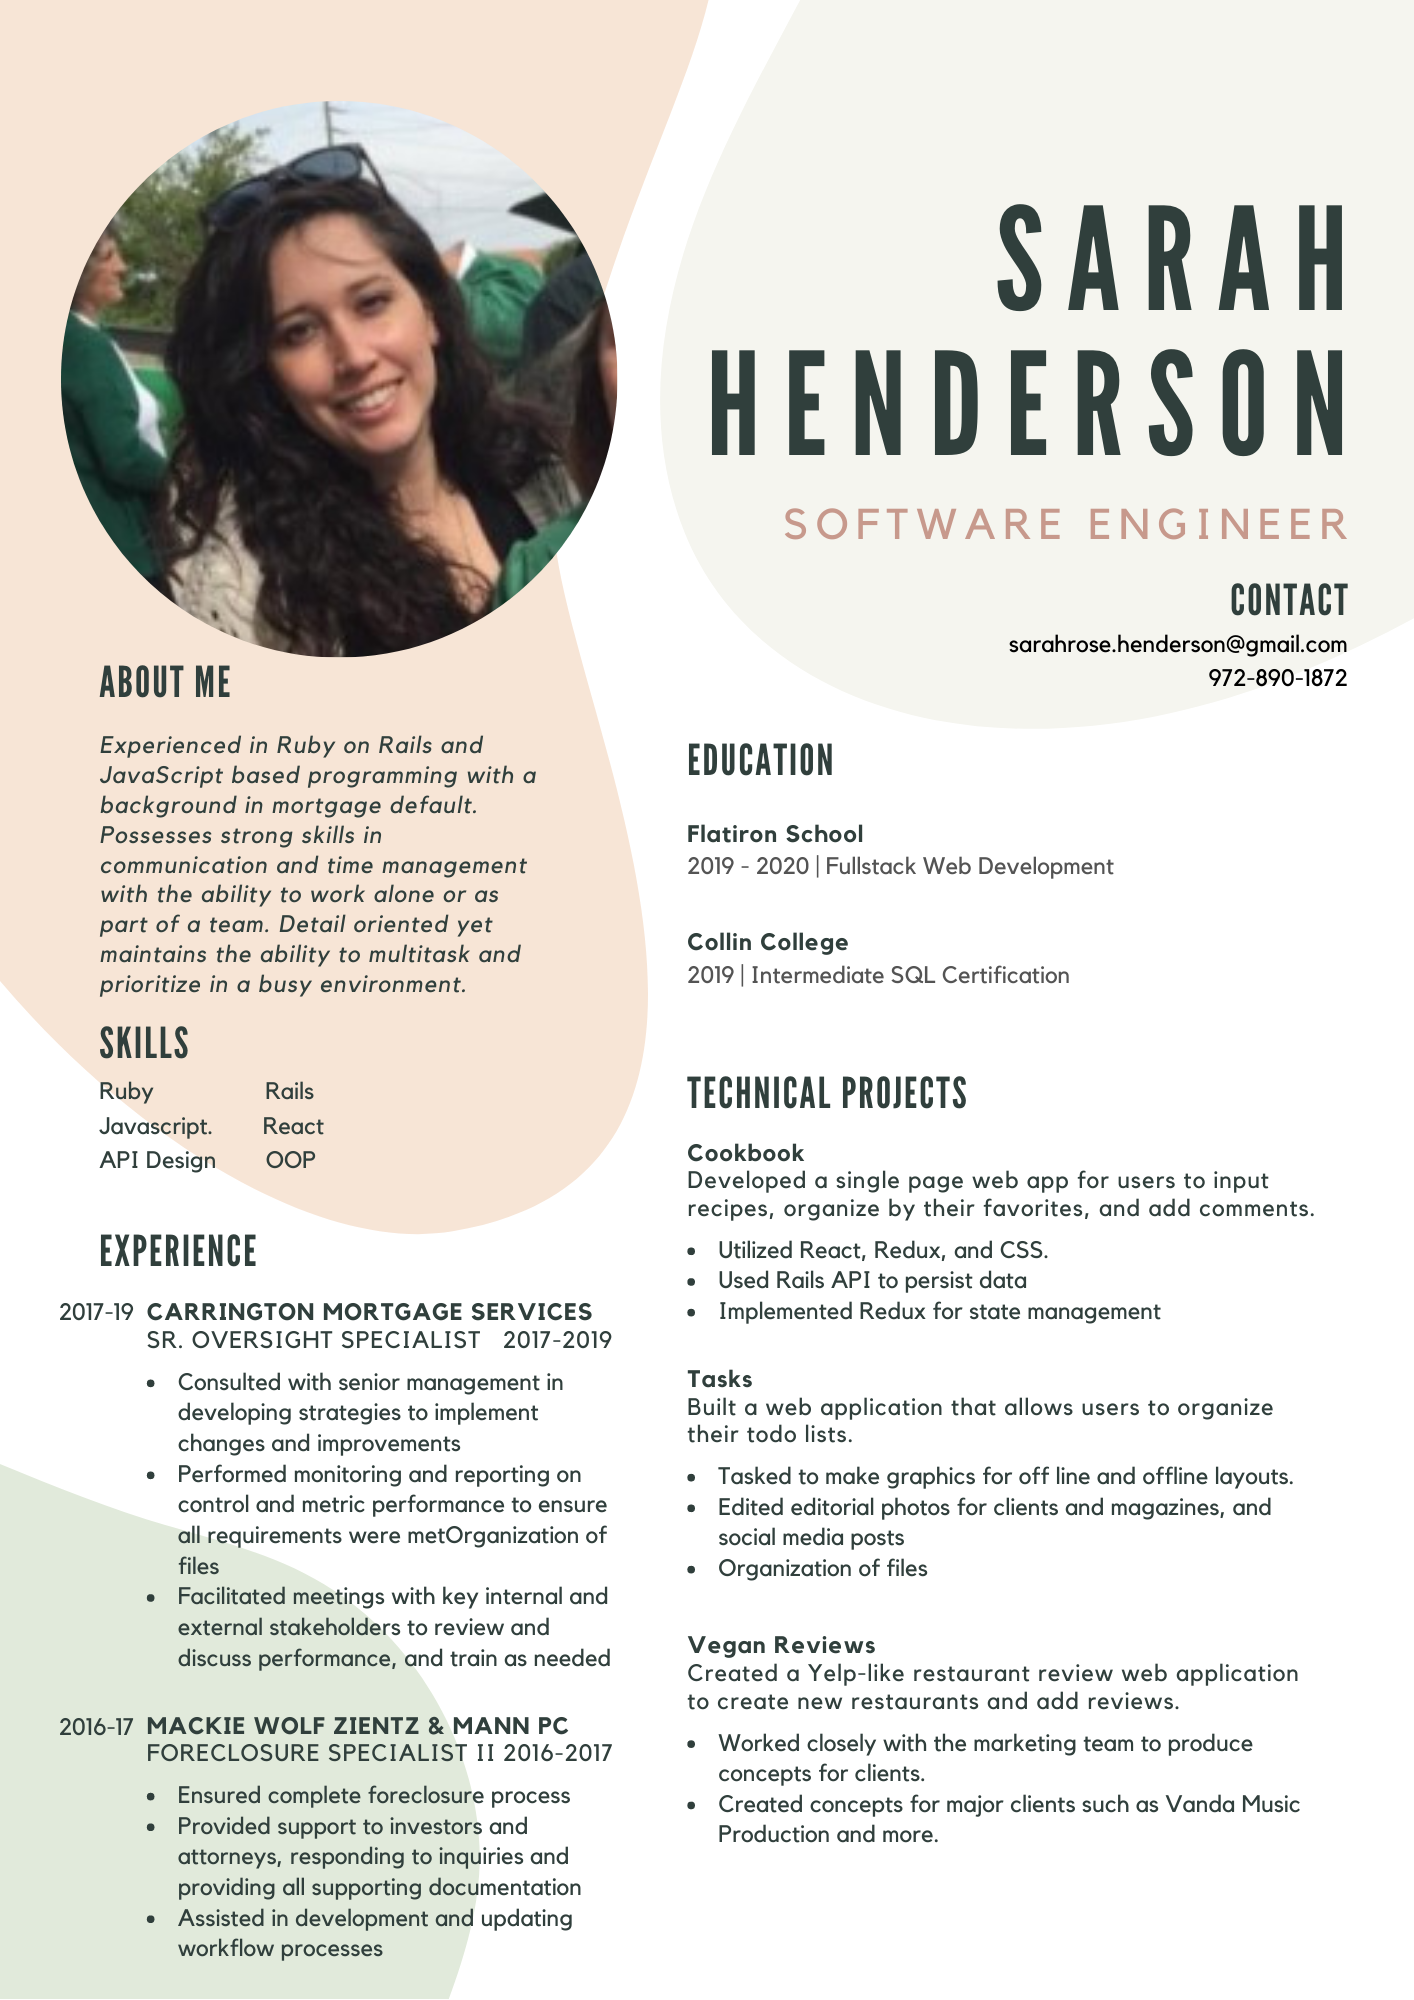 SARAH
HENDERSON
SOFTWARE ENGINEER
CONTACT
sarahrose.henderson@gmail.com
972-890-1872
ABOUT ME
Experienced in Ruby on Rails and
JavaScript based programming with a
background in mortgage default.
Possesses strong skills in
communication and time management
with the ability to work alone or as
part of a team. Detail oriented yet
maintains the ability to multitask and
prioritize in a busy environment.
SKILLS
Ruby Rails
Javascript. React
API Design OOP
EXPERIENCE
2017-19 CARRINGTON MORTGAGE SERVICES
SR. OVERSIGHT SPECIALIST 2017-2019
• Consulted with senior management in
developing strategies to implement
changes and improvements
• Performed monitoring and reporting on
control and metric performance to ensure
all requirements were metOrganization of
files
• Facilitated meetings with key internal and
external stakeholders to review and
discuss performance, and train as needed
2016-17 MACKIE WOLF ZIENTZ & MANN PC
FORECLOSURE SPECIALIST II 2016-2017
• Ensured complete foreclosure process
• Provided support to investors and
attorneys, responding to inquiries and
providing all supporting documentation
• Assisted in development and updating
workflow processes
EDUCATION
Flatiron School
2019 - 2020 | Fullstack Web Development
Collin College
2019 | Intermediate SQL Certification
TECHNICAL PROJECTS
Cookbook
Developed a single page web app for users to input
recipes, organize by their favorites, and add comments.
• Utilized React, Redux, and CSS.
• Used Rails API to persist data
• Implemented Redux for state management
Tasks
Built a web application that allows users to organize
their todo lists.
• Tasked to make graphics for off line and offline layouts.
• Edited editorial photos for clients and magazines, and
social media posts
• Organization of files
Vegan Reviews
Created a Yelp-like restaurant review web application
to create new restaurants and add reviews.
• Worked closely with the marketing team to produce
concepts for clients.
• Created concepts for major clients such as Vanda Music
Production and more.